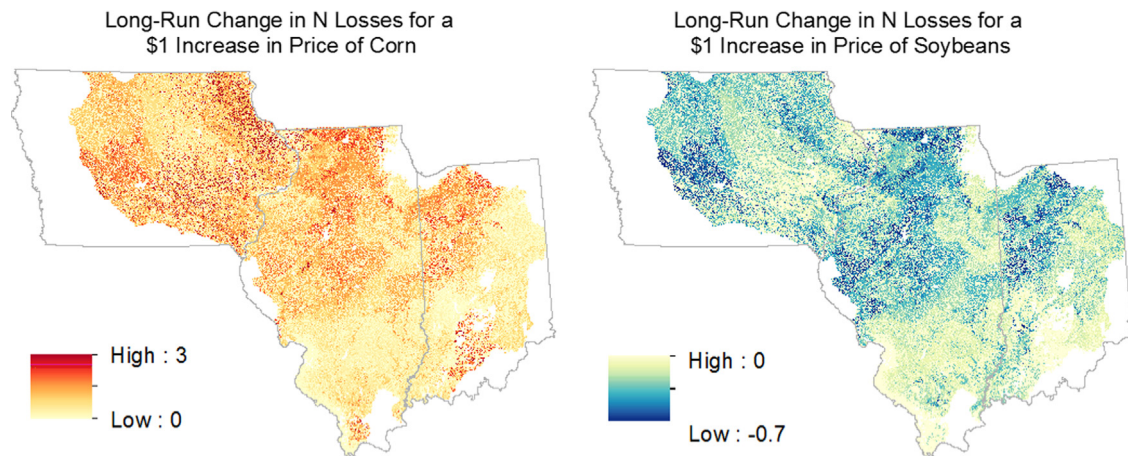 Long-Run Change in N Losses for a
$1 Increase in Price of Corn
High : 3
Low : 0
Long-Run Change in N Losses for a
$1 Increase in Price of Soybeans
High : 0
Low : -0.7